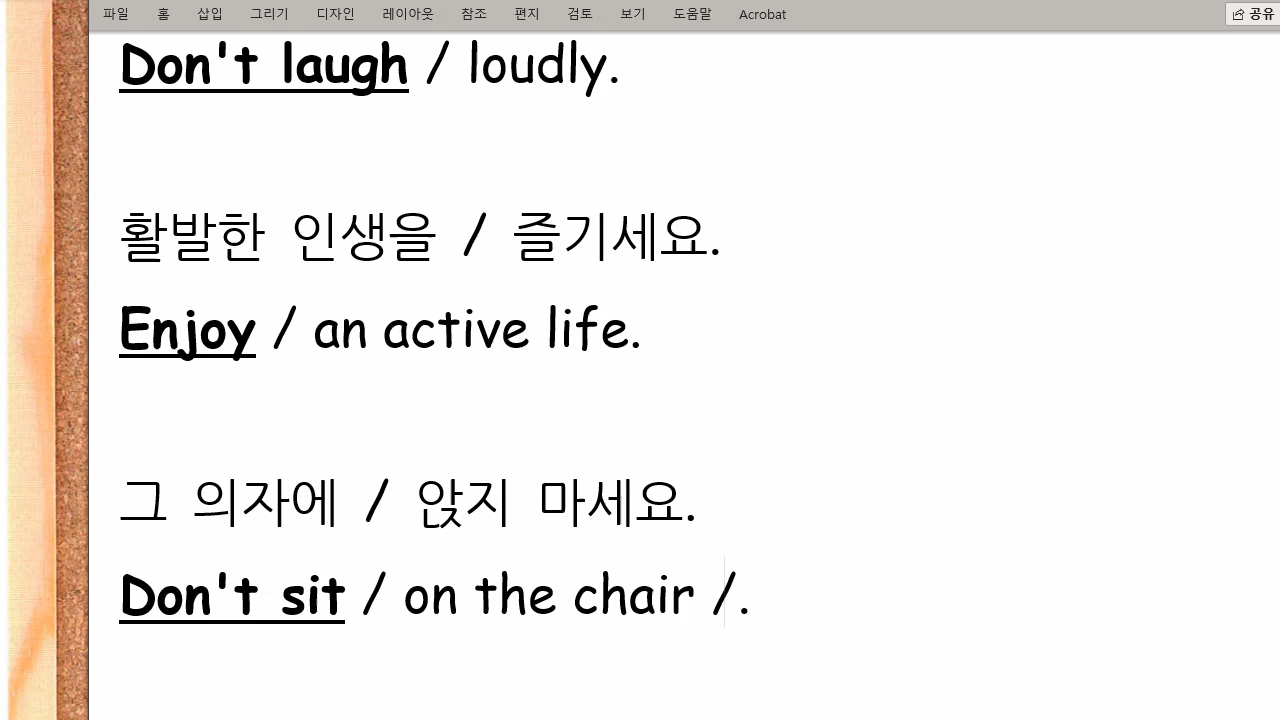 파일 홈 삽입 그리기 디자인 레이아웃 참조 편지 검토 보기 도움말 Acrobat 공유
Don't laugh / loudly.
활발한 인생을 / 즐기세요.
Enjoy / an active life.
그 의자에 / 앉지 마세요.
Don't sit / on the chair /.